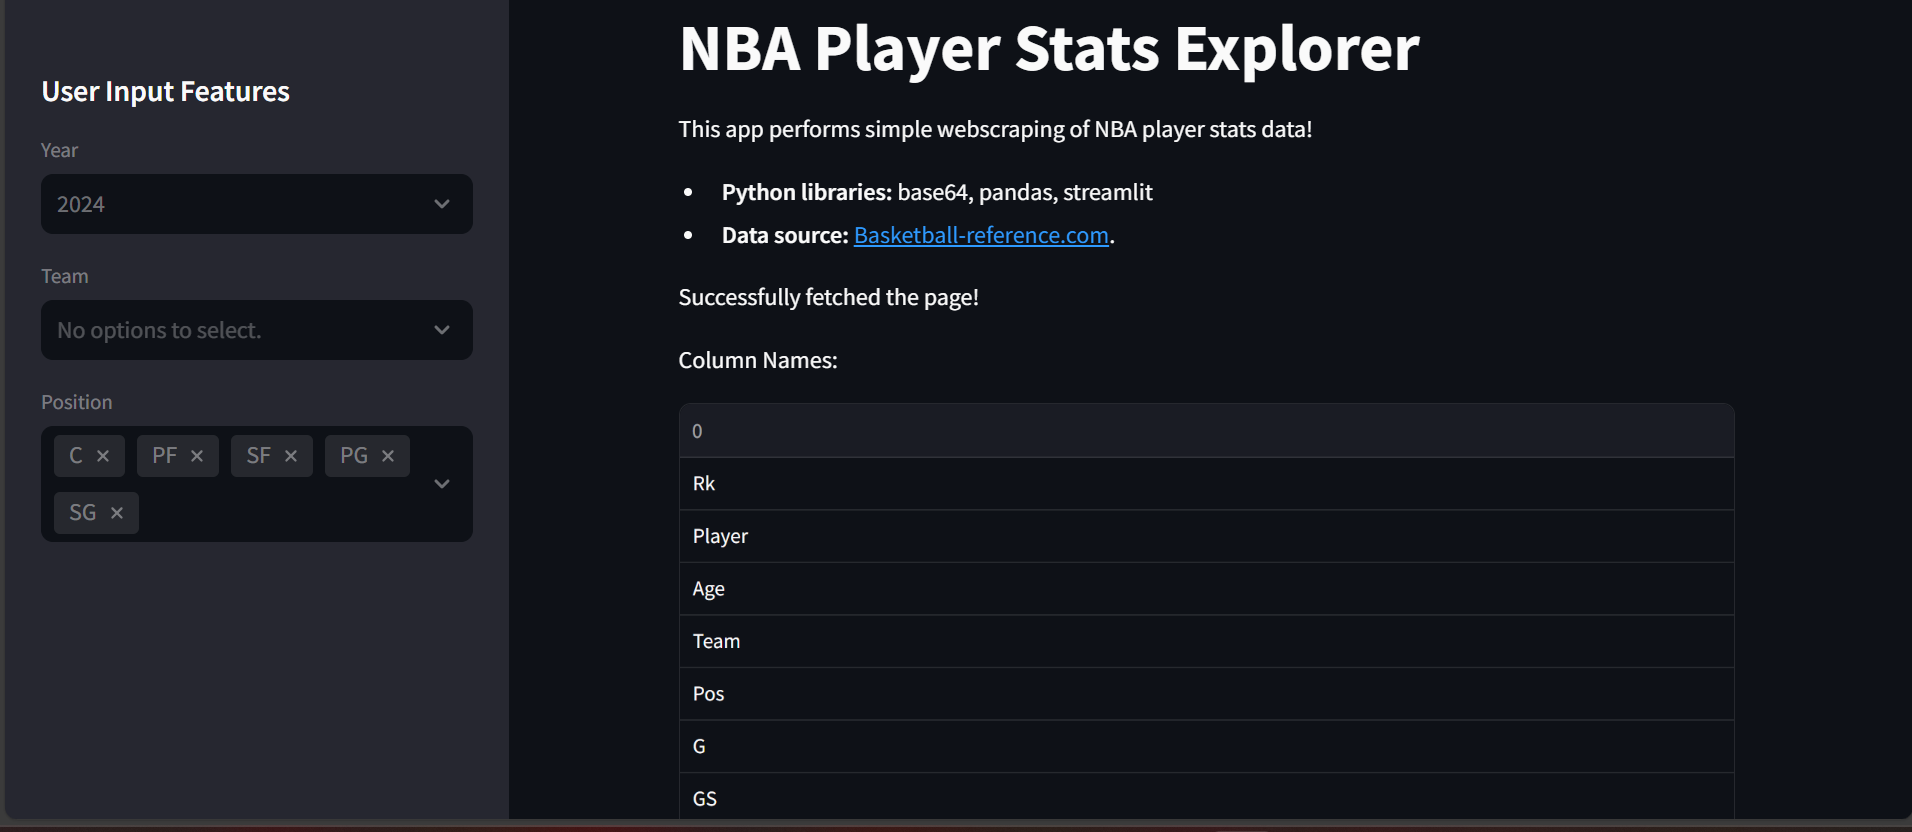 User Input Features
Year
2024
Team
No options to select.
Position
C × PF × SF × PG ×
SG ×
NBA Player Stats Explorer
This app performs simple webscraping of NBA player stats data!
• Python libraries: base64, pandas, streamlit
• Data source: Basketball-reference.com.
Successfully fetched the page!
Column Names:
0
Rk
Player
Age
Team
Pos
G
GS